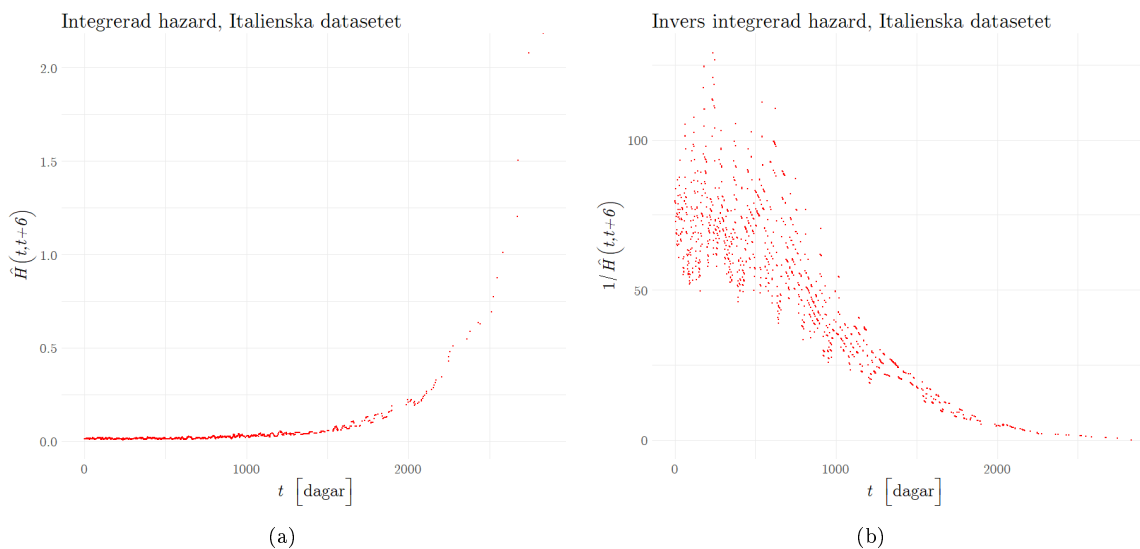 Integrerad hazard, Italienska datasetet
2.0
1.5
1.0
0.5
0.0
Ĥ(t,t+6)
0 1000 2000
t [dagar]
(a)
Invers integrerad hazard, Italienska datasetet
100
50
0
1/Ĥ(t,t+6)
0 1000 2000
t [dagar]
(b)